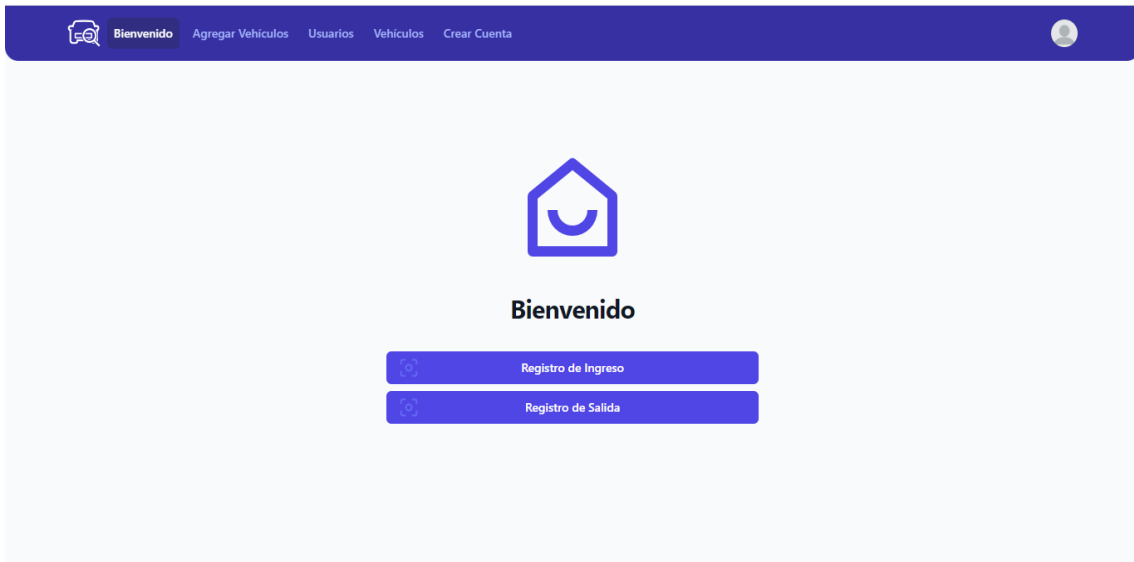 Bienvenido Agregar Vehículos Usuarios Vehículos Crear Cuenta
Bienvenido
Registro de Ingreso
Registro de Salida